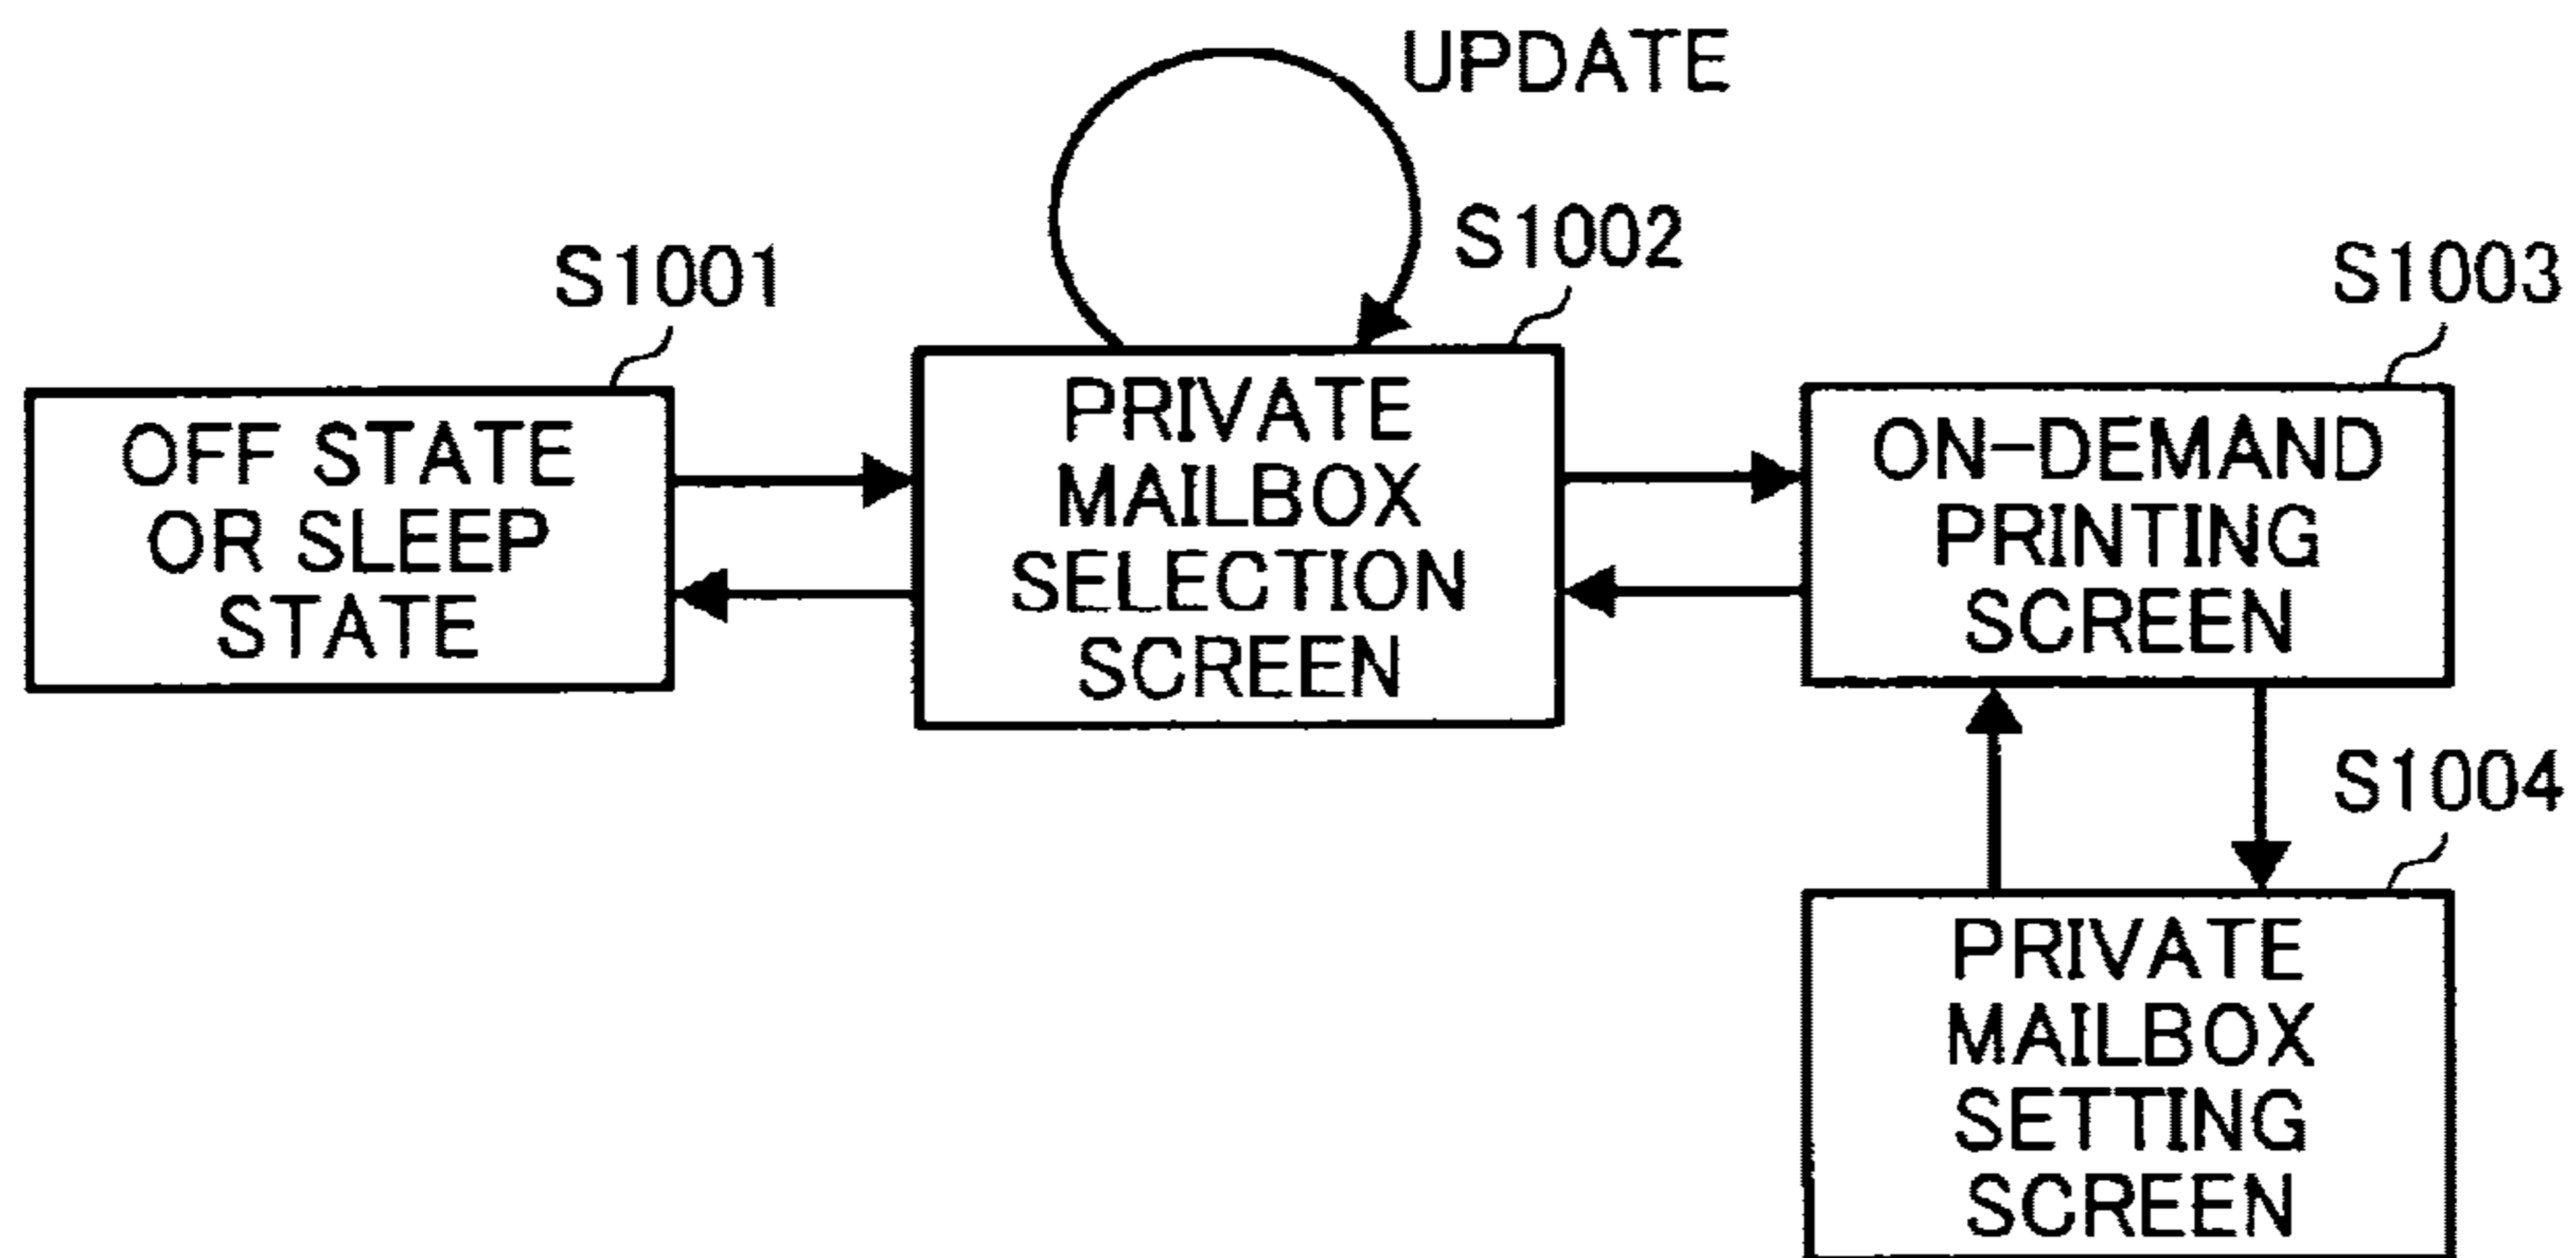 UPDATE
S1001
OFF STATE
OR SLEEP
STATE
S1002
PRIVATE
MAILBOX
SELECTION
SCREEN
S1003
ON-DEMAND
PRINTING
SCREEN
S1004
PRIVATE
MAILBOX
SETTING
SCREEN